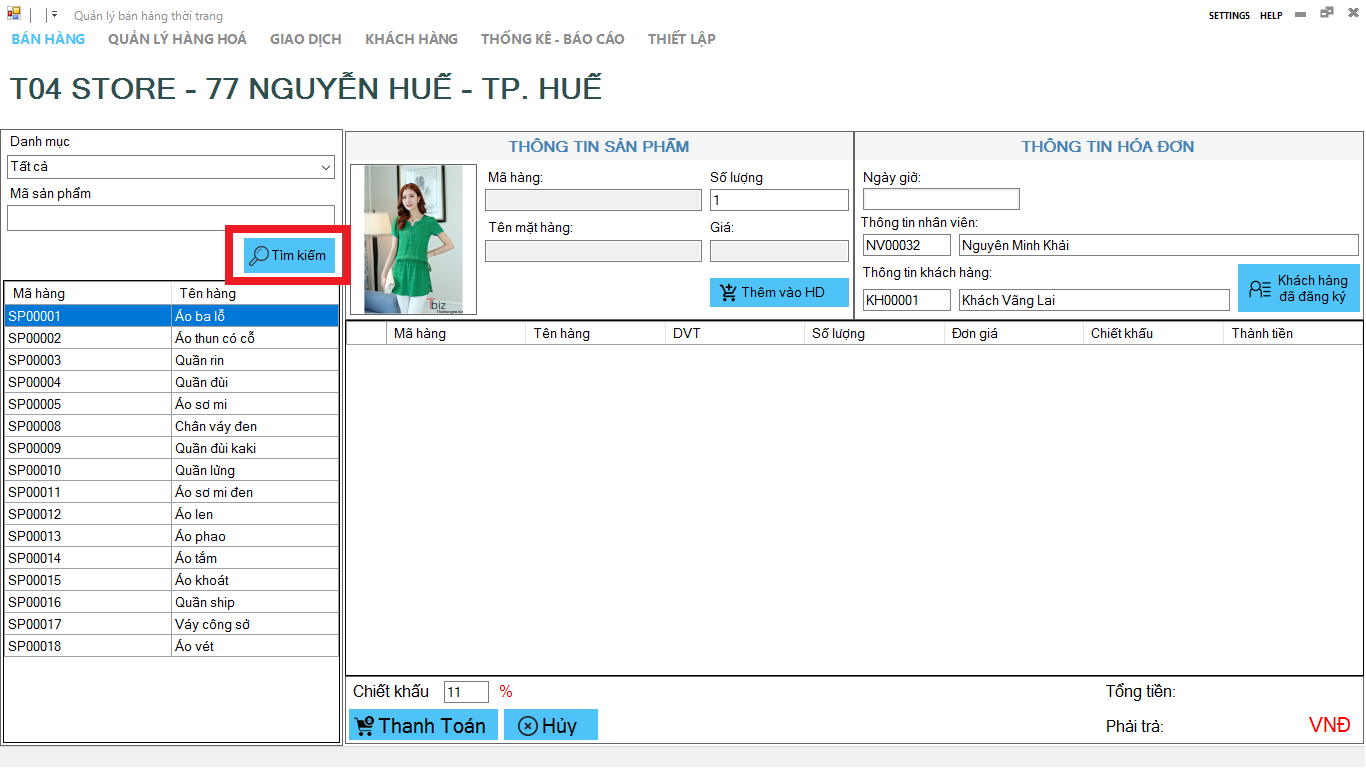 Quản lý bán hàng thời trang
SETTINGS HELP
BÁN HÀNG QUẢN LÝ HÀNG HOÁ GIAO DỊCH KHÁCH HÀNG THỐNG KÊ - BÁO CÁO THIẾT LẬP
T04 STORE - 77 NGUYỄN HUẾ - TP. HUẾ
Danh mục
Tất cả
Mã sản phẩm
Tìm kiếm
Mã hàng Tên hàng
SP00001 Áo ba lỗ
SP00002 Áo thun có cỗ
SP00003 Quần rin
SP00004 Quần đùi
SP00005 Áo sơ mi
SP00008 Chân váy đen
SP00009 Quần đùi kaki
SP00010 Quần lửng
SP00011 Áo sơ mi đen
SP00012 Áo len
SP00013 Áo phao
SP00014 Áo tắm
SP00015 Áo khoát
SP00016 Quần ship
SP00017 Váy công sở
SP00018 Áo vét
THÔNG TIN SẢN PHẨM
Mã hàng:
Số lượng
1
Tên mặt hàng:
Giá:
Thêm vào HD
THÔNG TIN HÓA ĐƠN
Ngày giờ:
Thông tin nhân viên:
NV00032 Nguyên Minh Khải
Thông tin khách hàng:
KH00001 Khách Vãng Lai
Khách hàng
đã đăng ký
Mã hàng Tên hàng DVT Số lượng Đơn giá Chiết khấu Thành tiền
Chiết khấu 11 %
Tổng tiền:
Thanh Toán Hủy
Phải trả: VNĐ